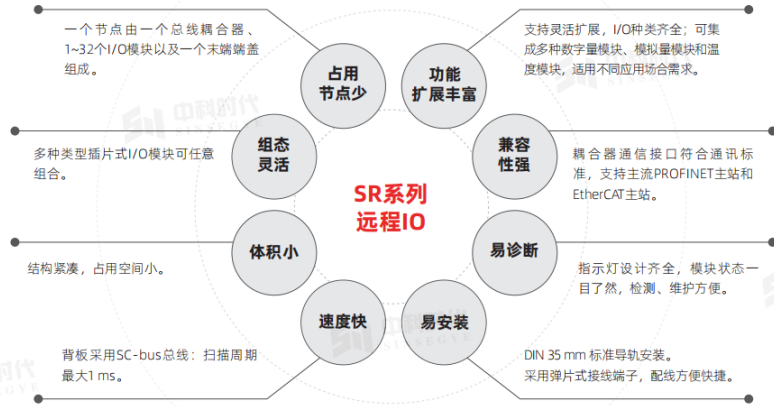 一个节点由一个总线耦合器、
1~32个I/O模块以及一个末端端盖
组成。
占用
节点少
功能
扩展丰富
支持灵活扩展，I/O种类齐全；可集
成多种数字量模块、模拟量模块和温
度模块，适用不同应用场合需求。
中科时代
SINSEGYE
多种类型插片式I/O模块可任意
组合。
组态
灵活
兼容
性强
耦合器通信接口符合通讯标
准，支持主流PROFINET主站和
EtherCAT主站。
SR系列
远程IO
结构紧凑，占用空间小。
体积小
易诊断
指示灯设计齐全，模块状态一
目了然，检测、维护方便。
背板采用SC-bus总线：扫描周期
最大1 ms。
速度快
易安装
DIN 35 mm 标准导轨安装。
采用弹片式接线端子，配线方便快捷。
中科时代
SINSEGYE